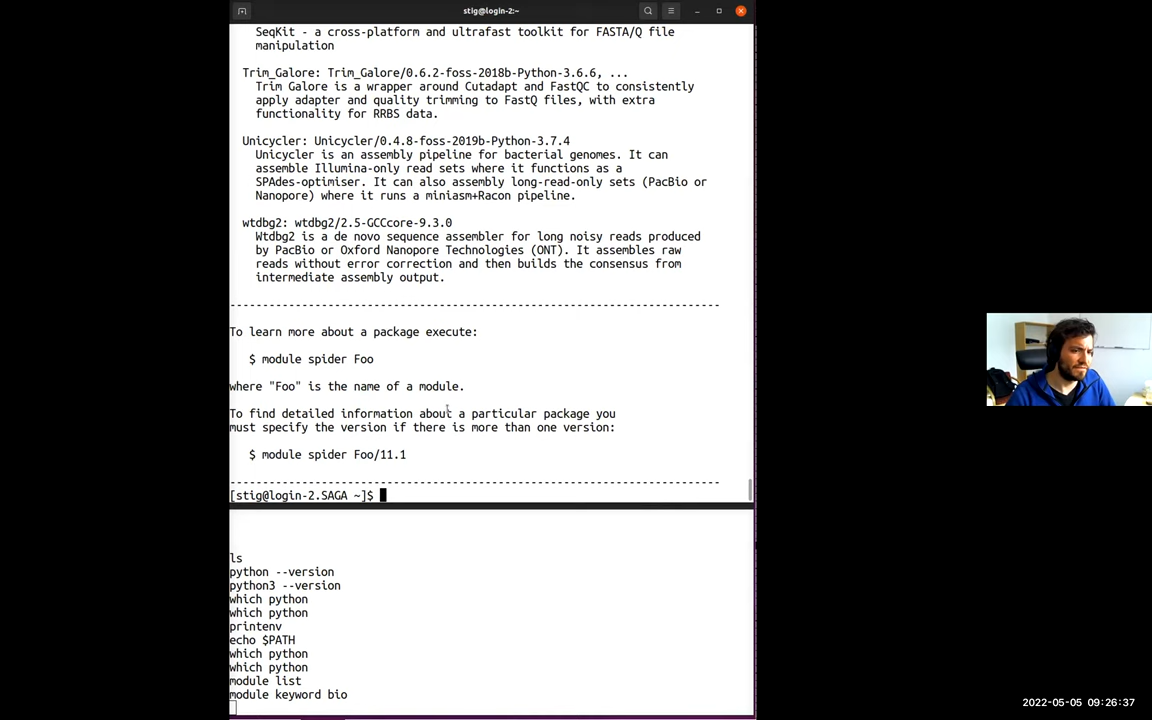 stig@login-2:~
SeqKit - a cross-platform and ultrafast toolkit for FASTA/Q file
manipulation
Trim_Galore: Trim_Galore/0.6.2-foss-2018b-Python-3.6.6, ...
Trim Galore is a wrapper around Cutadapt and FastQC to consistently
apply adapter and quality trimming to FastQ files, with extra
functionality for RRBS data.
Unicycler: Unicycler/0.4.8-foss-2019b-Python-3.7.4
Unicycler is an assembly pipeline for bacterial genomes. It can
assemble Illumina-only read sets where it functions as a
SPAdes-optimiser. It can also assembly long-read-only sets (PacBio or
Nanopore) where it runs a miniasm+Racon pipeline.
wtdbg2: wtdbg2/2.5-GCCcore-9.3.0
Wtdbg2 is a de novo sequence assembler for long noisy reads produced
by PacBio or Oxford Nanopore Technologies (ONT). It assembles raw
reads without error correction and then builds the consensus from
intermediate assembly output.
---------------------------------------------------------------------------
To learn more about a package execute:
$ module spider Foo
where "Foo" is the name of a module.
To find detailed information about a particular package you
must specify the version if there is more than one version:
$ module spider Foo/11.1
---------------------------------------------------------------------------
[stig@login-2.SAGA ~]$
ls
python --version
python3 --version
which python
which python
printenv
echo $PATH
which python
which python
module list
module keyword bio
2022-05-05 09:26:37